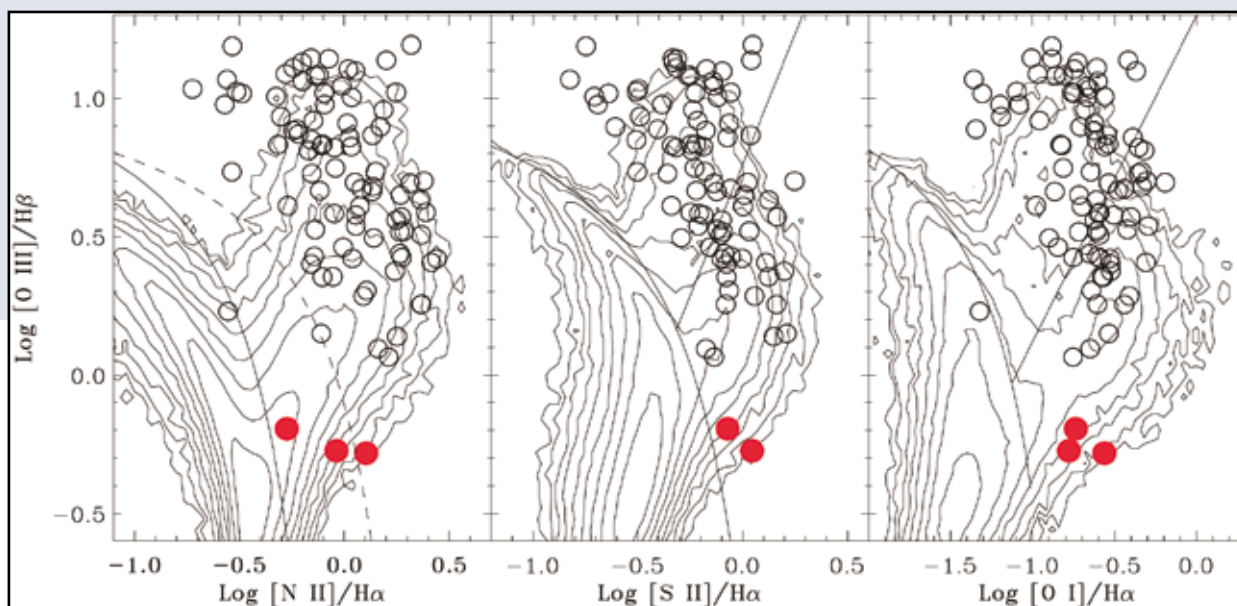 Log [O III]/Hβ
1.0
0.5
0.0
−0.5
−1.0 −0.5 0.0 0.5
−1.0 −0.5 0.0 0.5
−1.5 −1.0 −0.5 0.0
Log [N II]/Hα
Log [S II]/Hα
Log [O I]/Hα